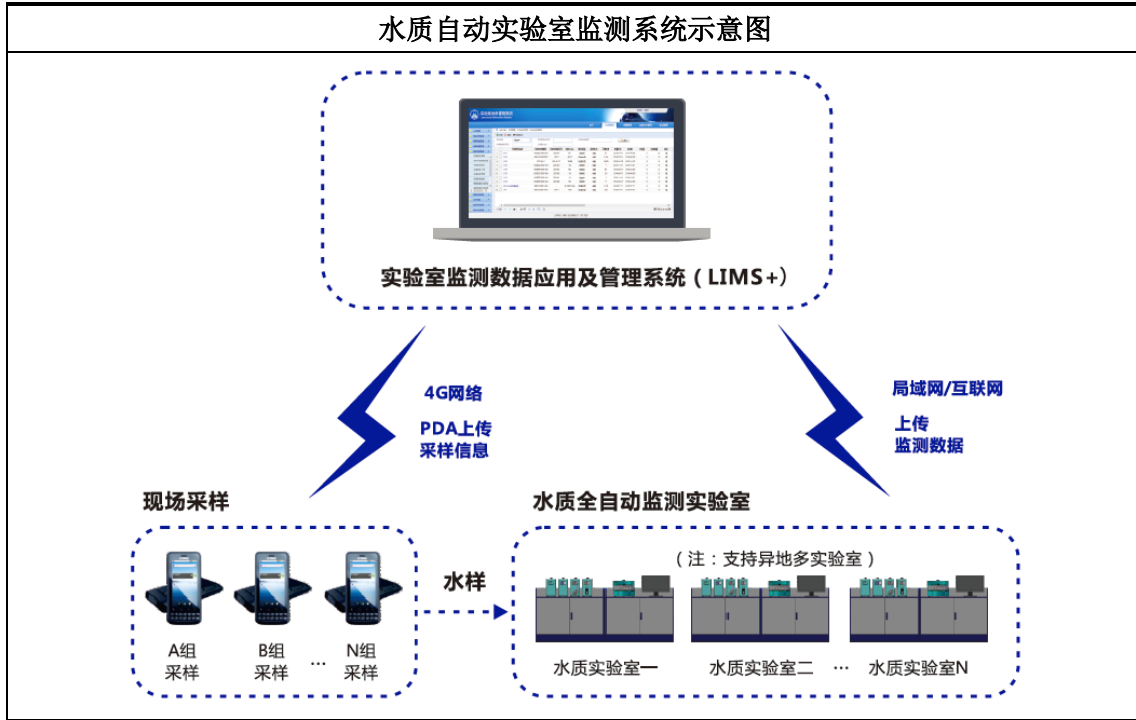 水质自动实验室监测系统示意图
实验室监测数据应用及管理系统（LIMS+）
4G网络
PDA上传
采样信息
局域网/互联网
上传
监测数据
现场采样
水质全自动监测实验室
（注：支持异地多实验室）
水样
A组
采样
B组
采样
...
N组
采样
水质实验室一
水质实验室二
...
水质实验室N